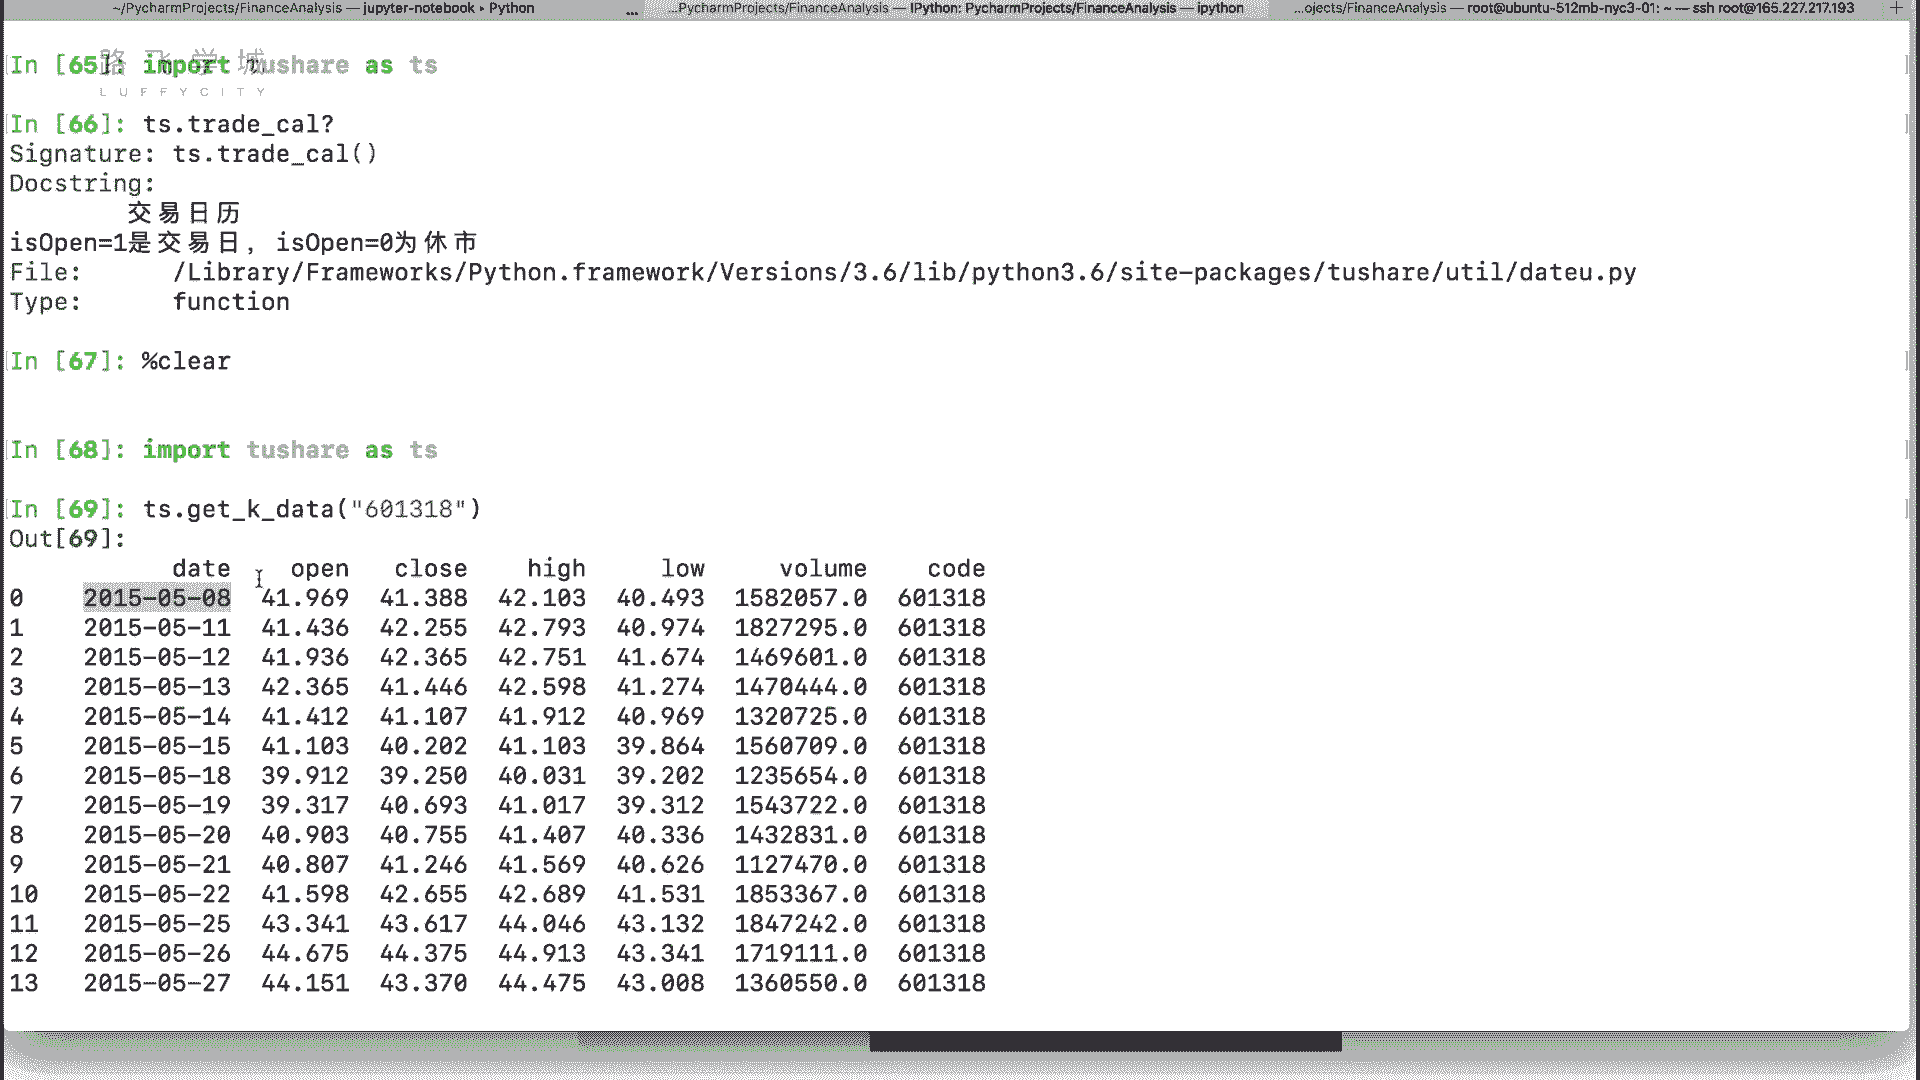 ~/PycharmProjects/FinanceAnalysis — jupyter-notebook ▸ Python ... ...PycharmProjects/FinanceAnalysis — IPython: PycharmProjects/FinanceAnalysis — ipython ...ojects/FinanceAnalysis — root@ubuntu-512mb-nyc3-01: ~ — ssh root@165.227.217.193 +
路飞学城
LUFFYCITY
In [65]: import tushare as ts
In [66]: ts.trade_cal?
Signature: ts.trade_cal()
Docstring:
交易日历
isOpen=1是交易日, isOpen=0为休市
File: /Library/Frameworks/Python.framework/Versions/3.6/lib/python3.6/site-packages/tushare/util/dateu.py
Type: function
In [67]: %clear
In [68]: import tushare as ts
In [69]: ts.get_k_data("601318")
Out[69]:
date open close high low volume code
0 2015-05-08 41.969 41.388 42.103 40.493 1582057.0 601318
1 2015-05-11 41.436 42.255 42.793 40.974 1827295.0 601318
2 2015-05-12 41.936 42.365 42.751 41.674 1469601.0 601318
3 2015-05-13 42.365 41.446 42.598 41.274 1470444.0 601318
4 2015-05-14 41.412 41.107 41.912 40.969 1320725.0 601318
5 2015-05-15 41.103 40.202 41.103 39.864 1560709.0 601318
6 2015-05-18 39.912 39.250 40.031 39.202 1235654.0 601318
7 2015-05-19 39.317 40.693 41.017 39.312 1543722.0 601318
8 2015-05-20 40.903 40.755 41.407 40.336 1432831.0 601318
9 2015-05-21 40.807 41.246 41.569 40.626 1127470.0 601318
10 2015-05-22 41.598 42.655 42.689 41.531 1853367.0 601318
11 2015-05-25 43.341 43.617 44.046 43.132 1847242.0 601318
12 2015-05-26 44.675 44.375 44.913 43.341 1719111.0 601318
13 2015-05-27 44.151 43.370 44.475 43.008 1360550.0 601318